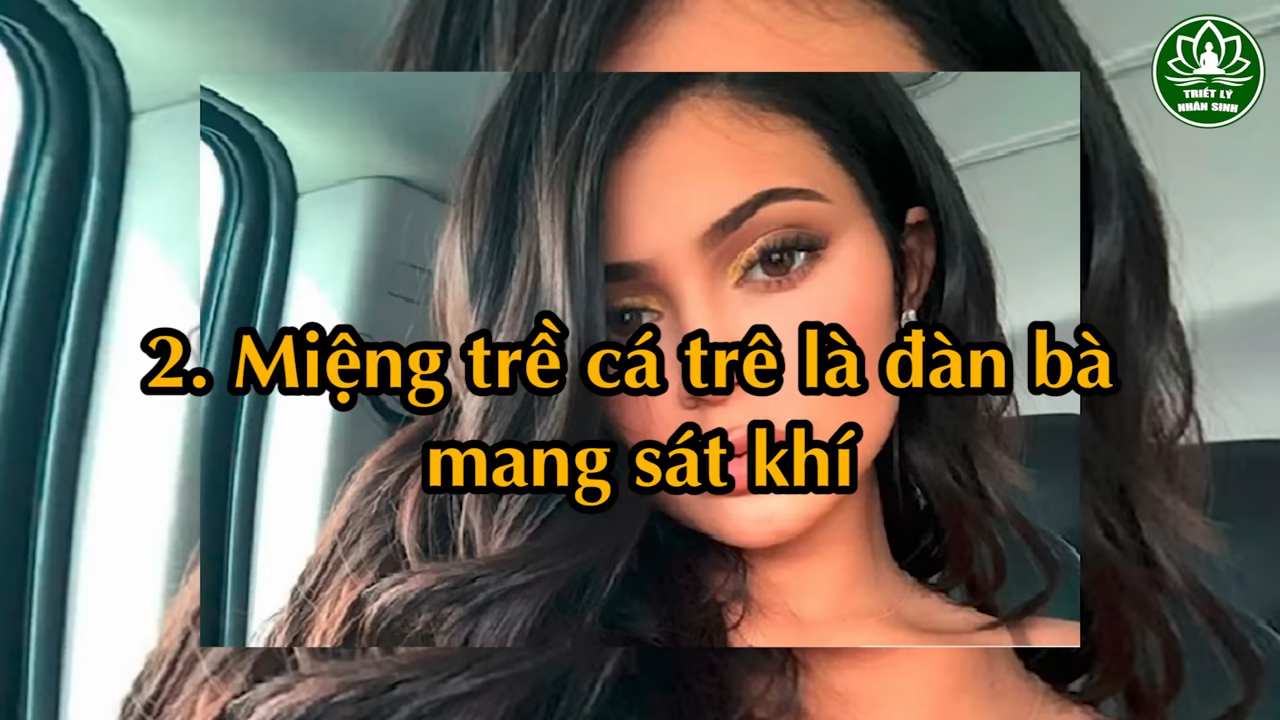 TRIẾT LÝ
NHÂN SINH
2. Miệng trề cá trê là đàn bà
mang sát khí